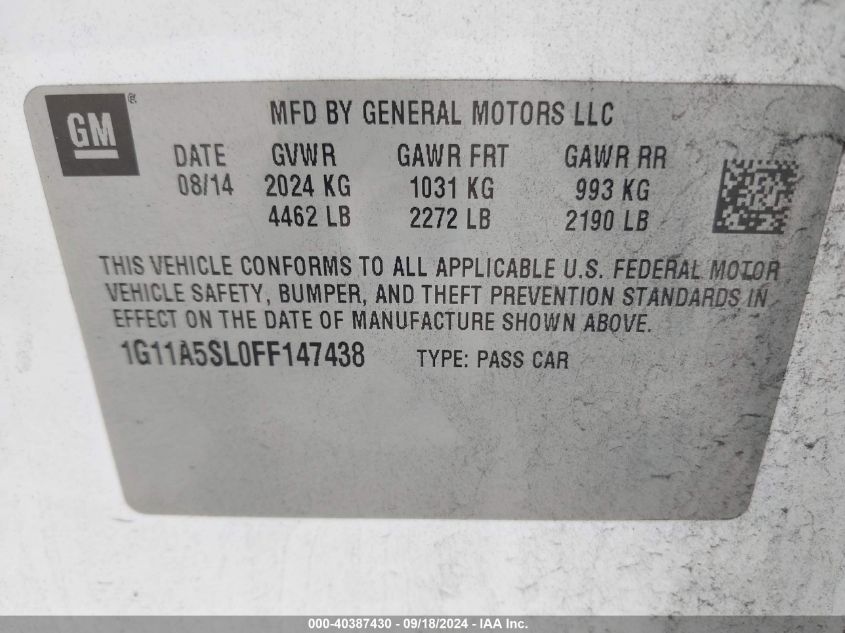 GM®
MFD BY GENERAL MOTORS LLC
DATE GVWR GAWR FRT GAWR RR
08/14 2024 KG 1031 KG 993 KG
4462 LB 2272 LB 2190 LB
THIS VEHICLE CONFORMS TO ALL APPLICABLE U.S. FEDERAL MOTOR
VEHICLE SAFETY, BUMPER, AND THEFT PREVENTION STANDARDS IN
EFFECT ON THE DATE OF MANUFACTURE SHOWN ABOVE.
1G11A5SL0FF147438 TYPE: PASS CAR
000-40387430 - 09/18/2024 - IAA Inc.